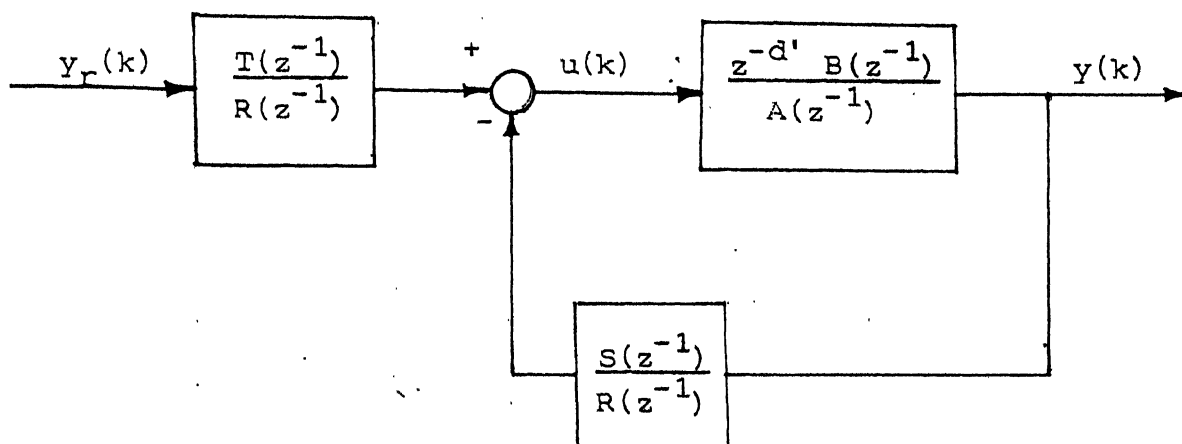 y_r(k)
T(z^-1)
R(z^-1)
+
-
u(k)
z^-d' B(z^-1)
A(z^-1)
y(k)
S(z^-1)
R(z^-1)